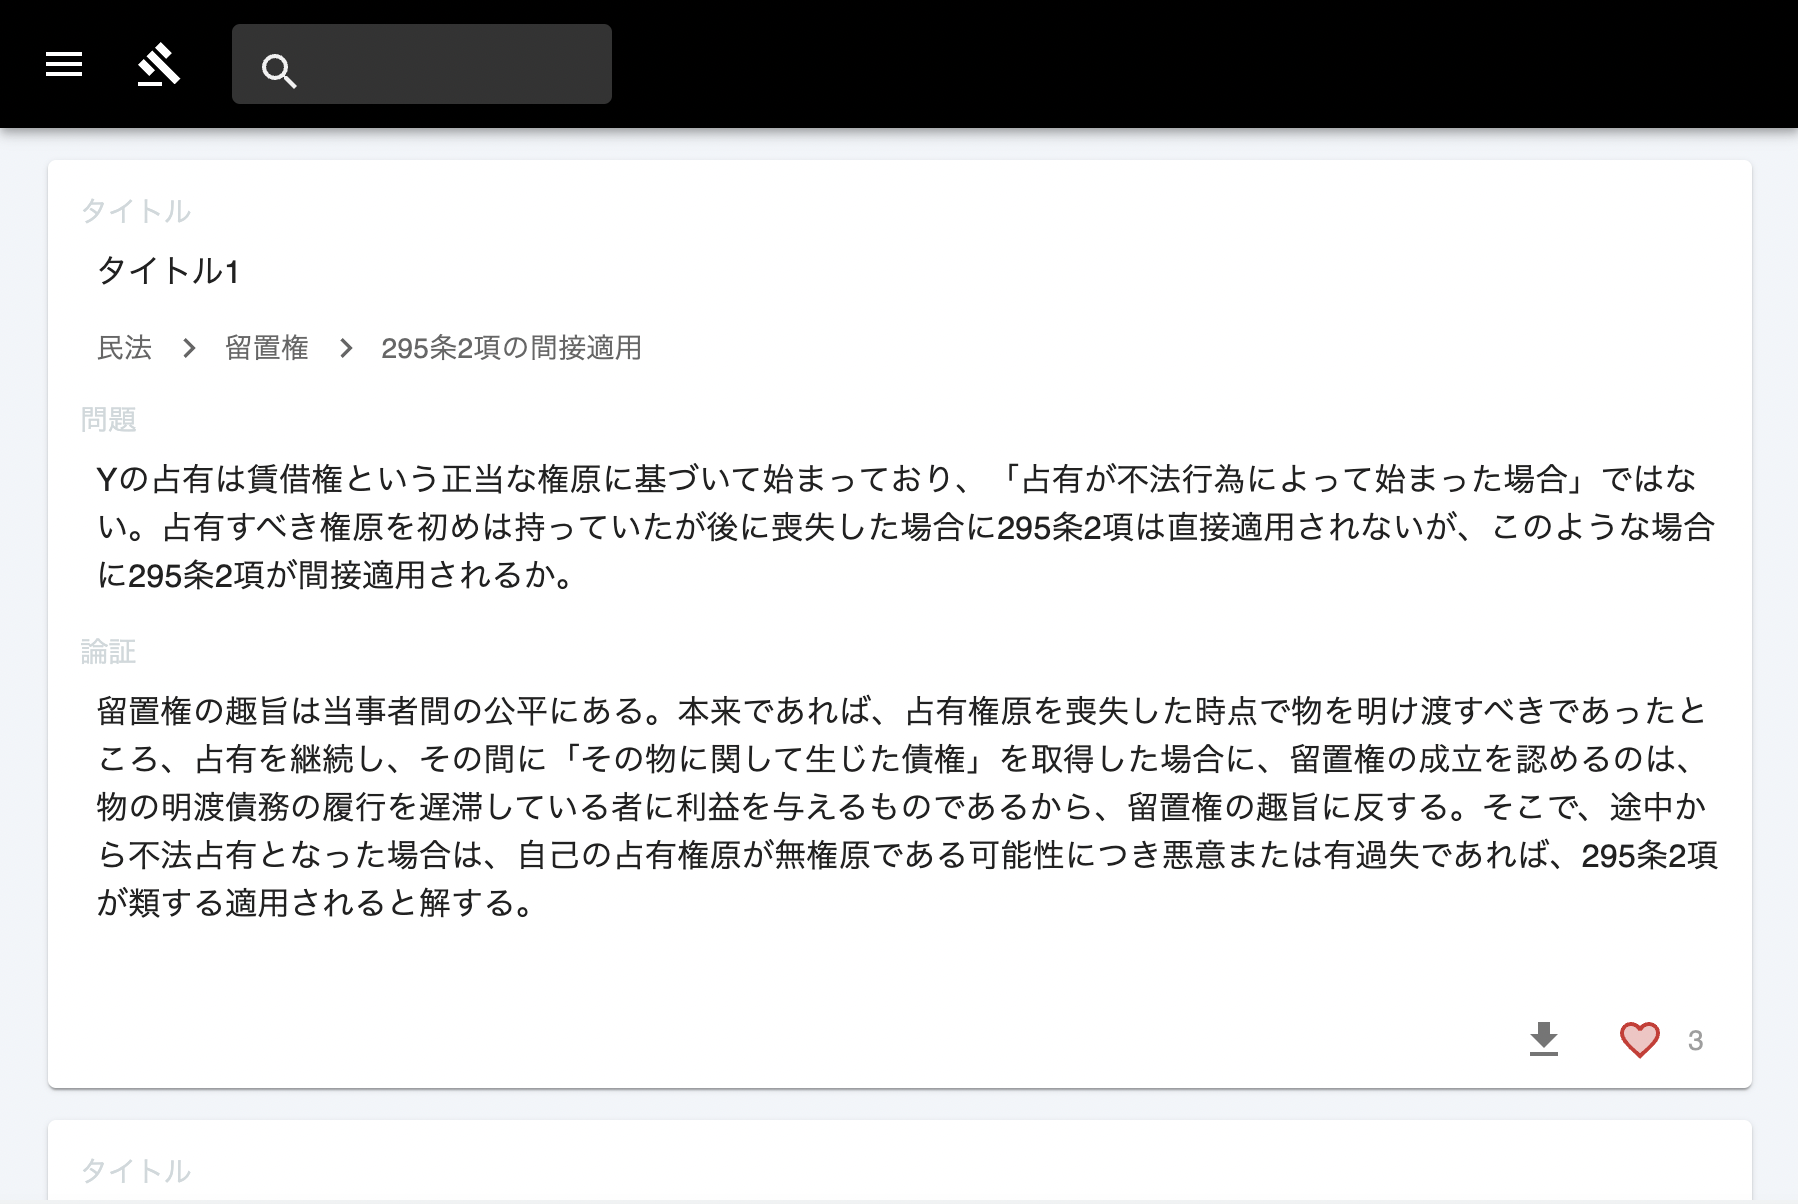 タイトル
タイトル1
民法 > 留置権 > 295条2項の間接適用
問題
Yの占有は賃借権という正当な権原に基づいて始まっており、「占有が不法行為によって始まった場合」ではな
い。占有すべき権原を初めは持っていたが後に喪失した場合に295条2項は直接適用されないが、このような場合
に295条2項が間接適用されるか。
論証
留置権の趣旨は当事者間の公平にある。本来であれば、占有権原を喪失した時点で物を明け渡すべきであったと
ころ、占有を継続し、その間に「その物に関して生じた債権」を取得した場合に、留置権の成立を認めるのは、
物の明渡債務の履行を遅滞している者に利益を与えるものであるから、留置権の趣旨に反する。そこで、途中か
ら不法占有となった場合は、自己の占有権原が無権原である可能性につき悪意または有過失であれば、295条2項
が類する適用されると解する。
3
タイトル